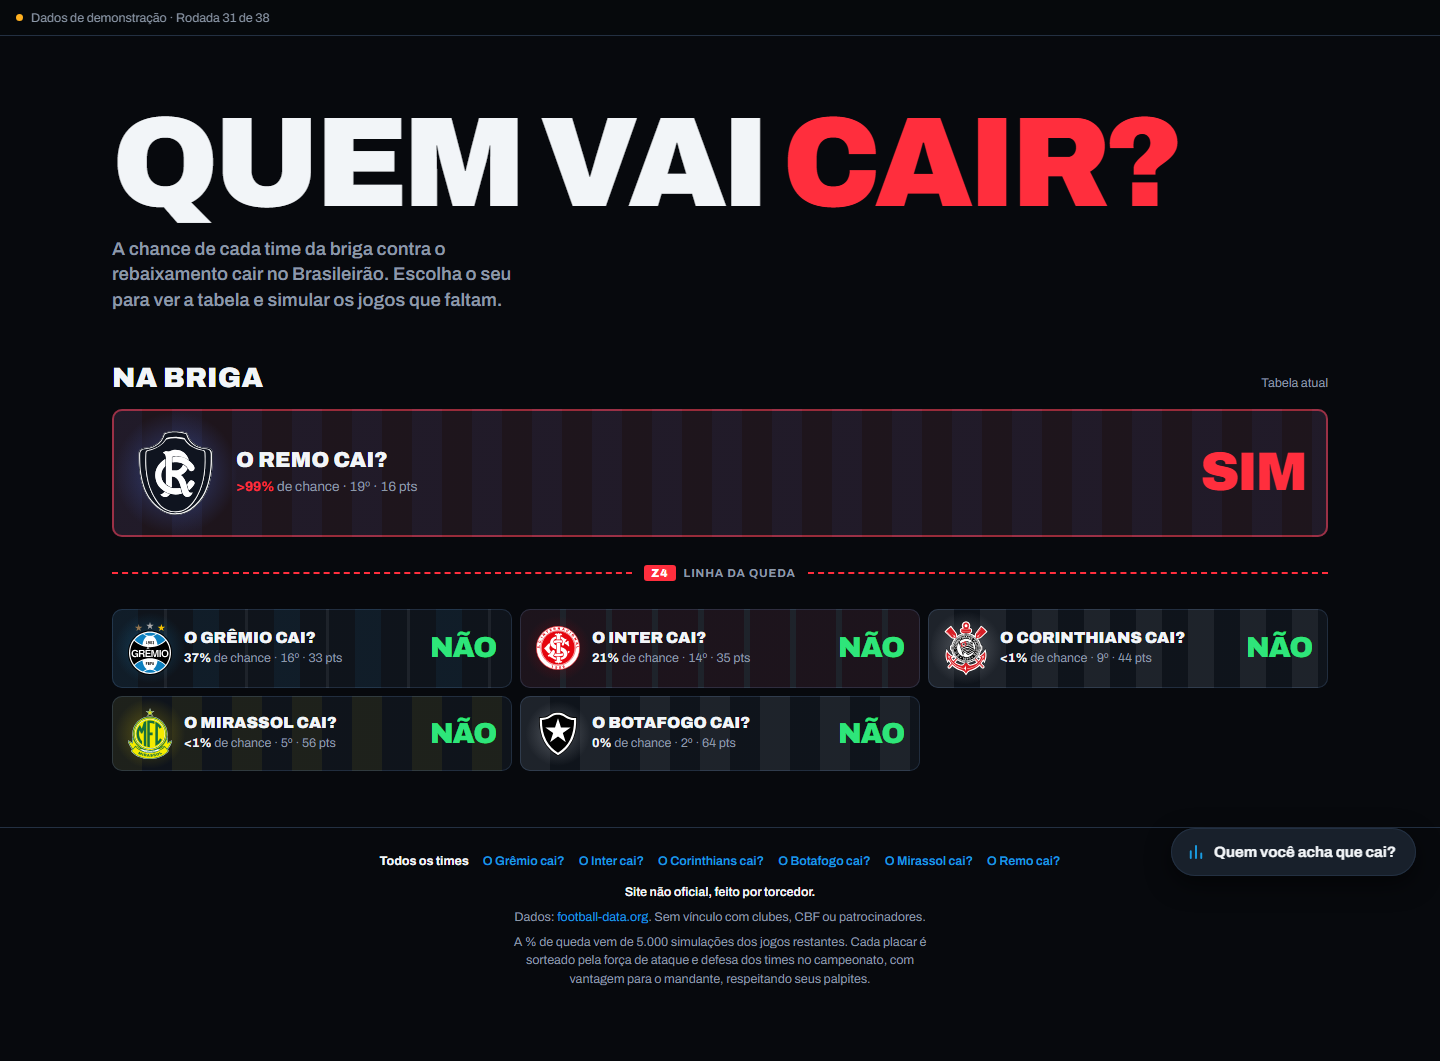 Dados de demonstração · Rodada 31 de 38
QUEM VAI CAIR?
A chance de cada time da briga contra o
rebaixamento cair no Brasileirão. Escolha o seu
para ver a tabela e simular os jogos que faltam.
NA BRIGA
Tabela atual
O REMO CAI?
>99% de chance · 19º · 16 pts
SIM
Z4 LINHA DA QUEDA
GRÊMIO
O GRÊMIO CAI?
37% de chance · 16º · 33 pts
NÃO
O INTER CAI?
21% de chance · 14º · 35 pts
NÃO
O CORINTHIANS CAI?
<1% de chance · 9º · 44 pts
NÃO
MFC
O MIRASSOL CAI?
<1% de chance · 5º · 56 pts
NÃO
O BOTAFOGO CAI?
0% de chance · 2º · 64 pts
NÃO
Todos os times O Grêmio cai? O Inter cai? O Corinthians cai? O Botafogo cai? O Mirassol cai? O Remo cai?
Quem você acha que cai?
Site não oficial, feito por torcedor.
Dados: football-data.org. Sem vínculo com clubes, CBF ou patrocinadores.
A % de queda vem de 5.000 simulações dos jogos restantes. Cada placar é
sorteado pela força de ataque e defesa dos times no campeonato, com
vantagem para o mandante, respeitando seus palpites.